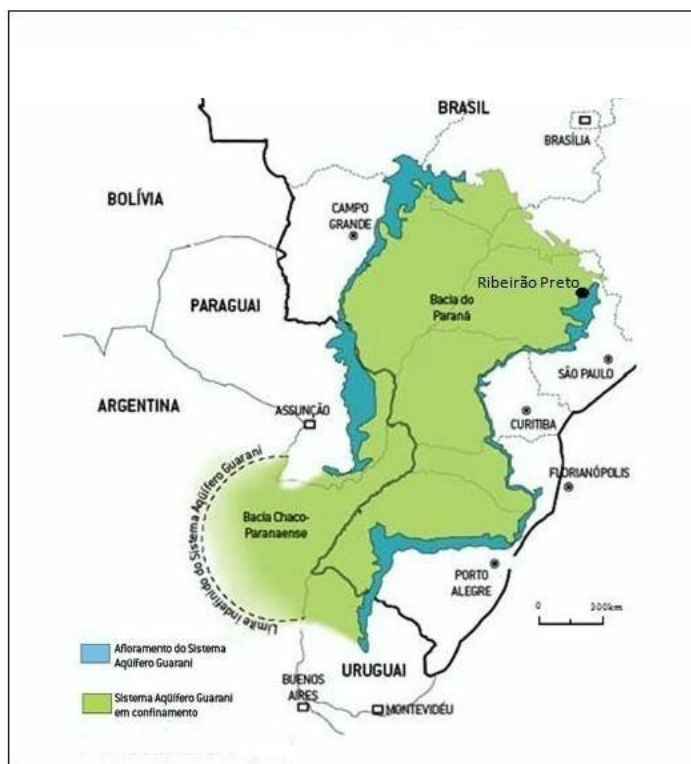 BRASIL
BRASÍLIA
BOLÍVIA
CAMPO
GRANDE
Ribeirão Preto
PARAGUAI
Bacia do
Paraná
SÃO PAULO
ARGENTINA
ASSUNÇÃO
CURITIBA
FLORIANÓPOLIS
Limite Indefinido do Sistema Aqüífero Guarani
Bacia Chaco-
Paranaense
PORTO
ALEGRE
0 300km
Afloramento do Sistema
Aqüífero Guarani
URUGUAI
Sistema Aqüífero Guarani
em confinamento
BUENOS
AIRES
MONTEVIDÉU